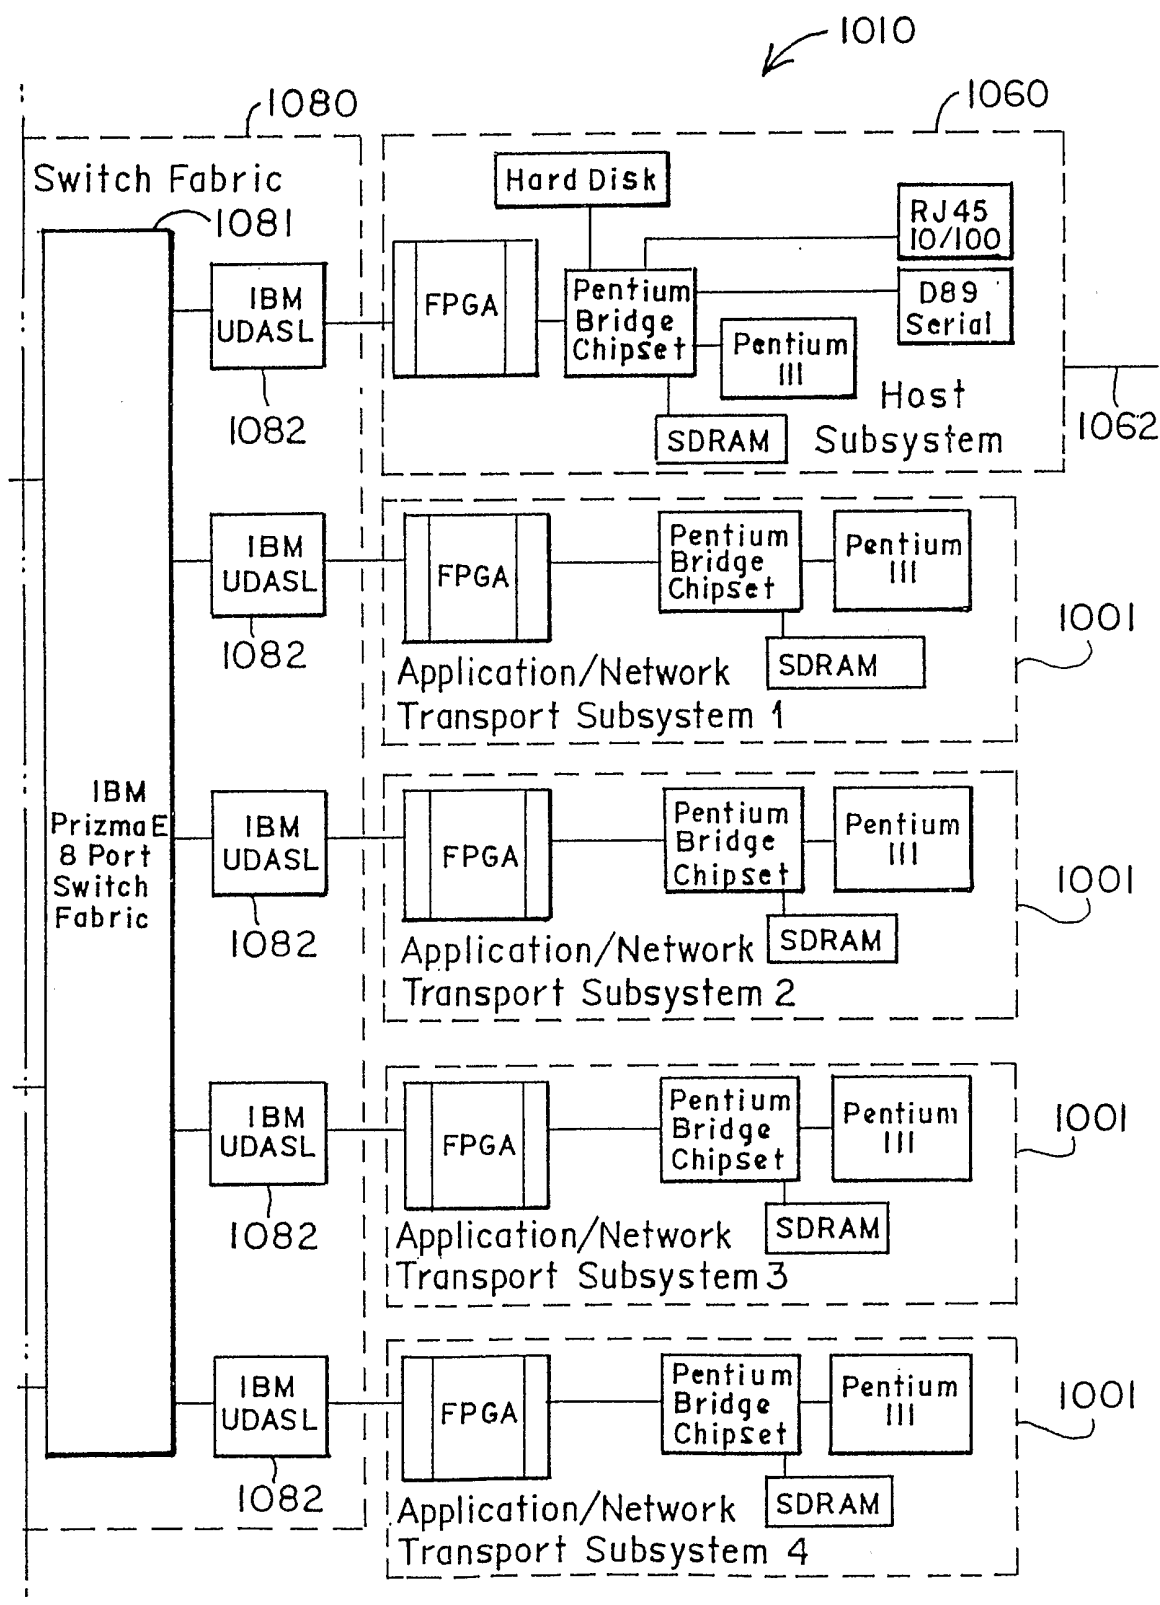 1010
1080
1060
Switch Fabric
1081
Hard Disk
RJ45
10/100
IBM
UDASL
FPGA
Pentium
Bridge
Chipset
D89
Serial
Pentium
III
1082
SDRAM
Host
Subsystem
1062
IBM
UDASL
FPGA
Pentium
Bridge
Chipset
Pentium
III
1082
SDRAM
1001
Application/Network
Transport Subsystem 1
IBM
PrizmaE
8 Port
Switch
Fabric
IBM
UDASL
FPGA
Pentium
Bridge
Chipset
Pentium
III
1001
1082
SDRAM
Application/Network
Transport Subsystem 2
IBM
UDASL
FPGA
Pentium
Bridge
Chipset
Pentium
III
1001
1082
SDRAM
Application/Network
Transport Subsystem 3
IBM
UDASL
FPGA
Pentium
Bridge
Chipset
Pentium
III
1001
1082
SDRAM
Application/Network
Transport Subsystem 4